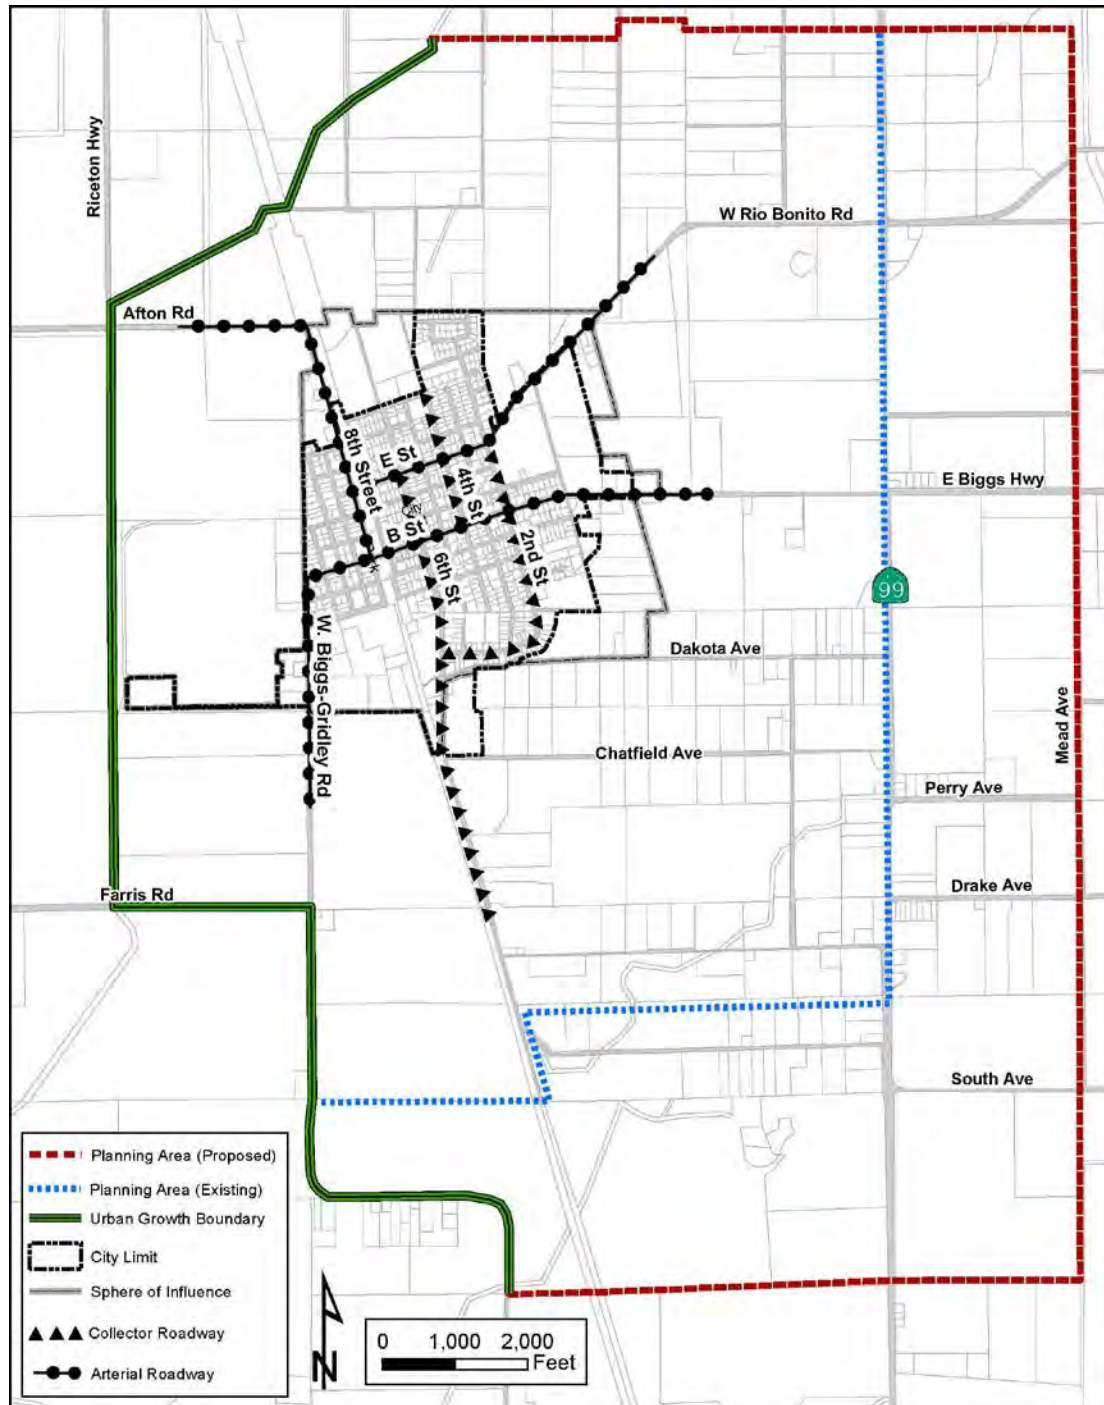 Riceton Hwy
W Rio Bonito Rd
Afton Rd
8th Street
E St
4th St
E Biggs Hwy
City
B St
2nd St
6th St
99
W. Biggs-Gridley Rd
Dakota Ave
Mead Ave
Chatfield Ave
Perry Ave
Farris Rd
Drake Ave
South Ave
Planning Area (Proposed)
Planning Area (Existing)
Urban Growth Boundary
City Limit
Sphere of Influence
Collector Roadway
Arterial Roadway
N
0 1,000 2,000
Feet